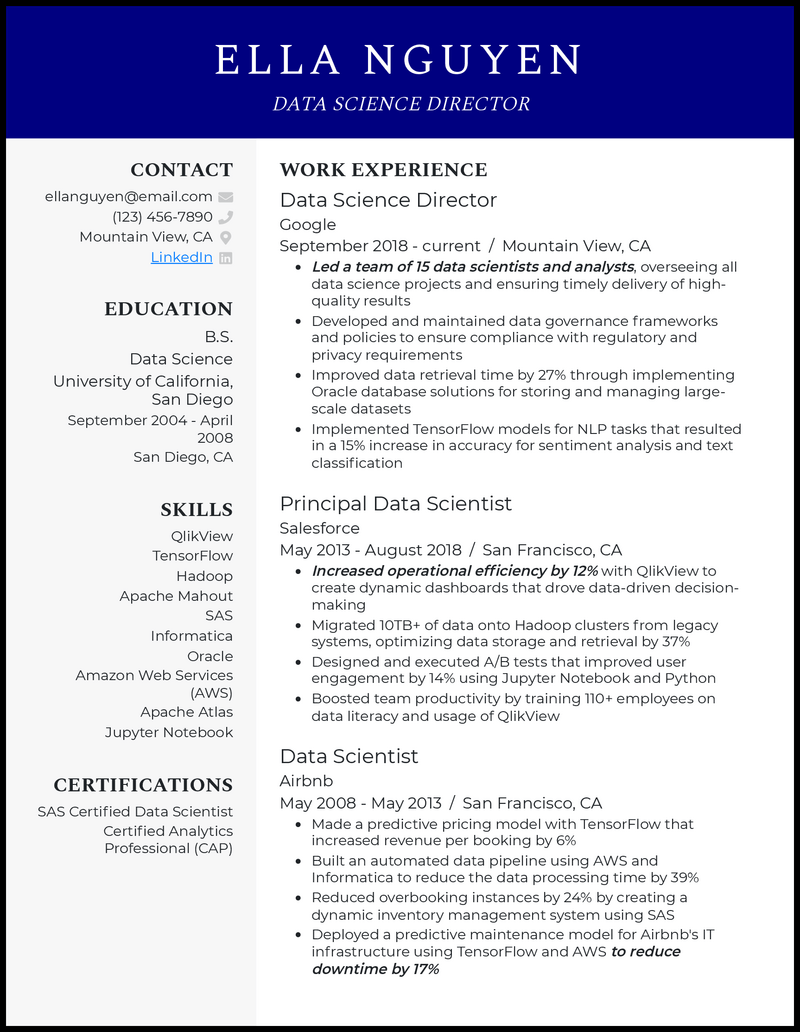 ELLA NGUYEN
DATA SCIENCE DIRECTOR
CONTACT
ellanguyen@email.com
(123) 456-7890
Mountain View, CA
LinkedIn
EDUCATION
B.S.
Data Science
University of California,
San Diego
September 2004 - April
2008
San Diego, CA
SKILLS
QlikView
TensorFlow
Hadoop
Apache Mahout
SAS
Informatica
Oracle
Amazon Web Services
(AWS)
Apache Atlas
Jupyter Notebook
CERTIFICATIONS
SAS Certified Data Scientist
Certified Analytics
Professional (CAP)
WORK EXPERIENCE
Data Science Director
Google
September 2018 - current / Mountain View, CA
• Led a team of 15 data scientists and analysts, overseeing all
data science projects and ensuring timely delivery of high-
quality results
• Developed and maintained data governance frameworks
and policies to ensure compliance with regulatory and
privacy requirements
• Improved data retrieval time by 27% through implementing
Oracle database solutions for storing and managing large-
scale datasets
• Implemented TensorFlow models for NLP tasks that resulted
in a 15% increase in accuracy for sentiment analysis and text
classification
Principal Data Scientist
Salesforce
May 2013 - August 2018 / San Francisco, CA
• Increased operational efficiency by 12% with QlikView to
create dynamic dashboards that drove data-driven decision-
making
• Migrated 10TB+ of data onto Hadoop clusters from legacy
systems, optimizing data storage and retrieval by 37%
• Designed and executed A/B tests that improved user
engagement by 14% using Jupyter Notebook and Python
• Boosted team productivity by training 110+ employees on
data literacy and usage of QlikView
Data Scientist
Airbnb
May 2008 - May 2013 / San Francisco, CA
• Made a predictive pricing model with TensorFlow that
increased revenue per booking by 6%
• Built an automated data pipeline using AWS and
Informatica to reduce the data processing time by 39%
• Reduced overbooking instances by 24% by creating a
dynamic inventory management system using SAS
• Deployed a predictive maintenance model for Airbnb's IT
infrastructure using TensorFlow and AWS to reduce
downtime by 17%